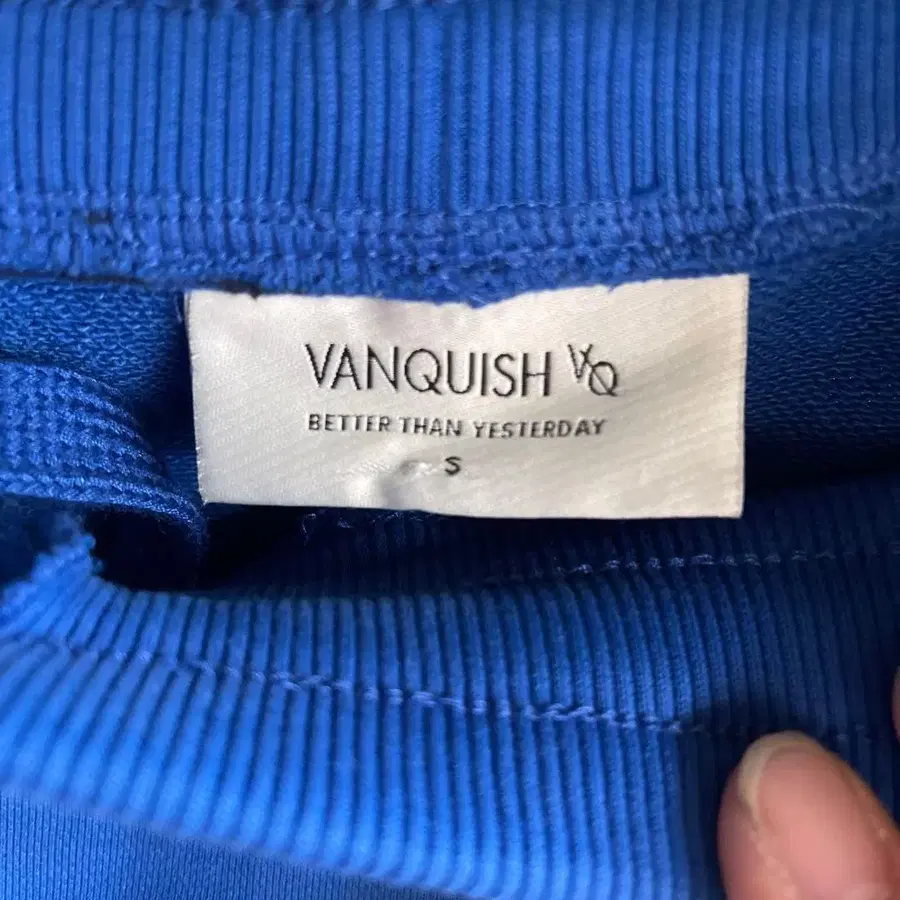 VANQUISH VQ
BETTER THAN YESTERDAY
S